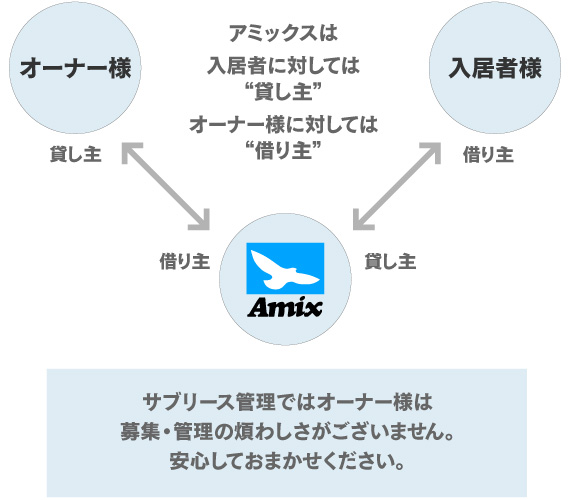 オーナー様
アミックスは
入居者に対しては
“貸し主”
オーナー様に対しては
“借り主”
入居者様
貸し主
借り主
借り主
貸し主
Amix
サブリース管理ではオーナー様は
募集・管理の煩わしさがございません。
安心しておまかせください。